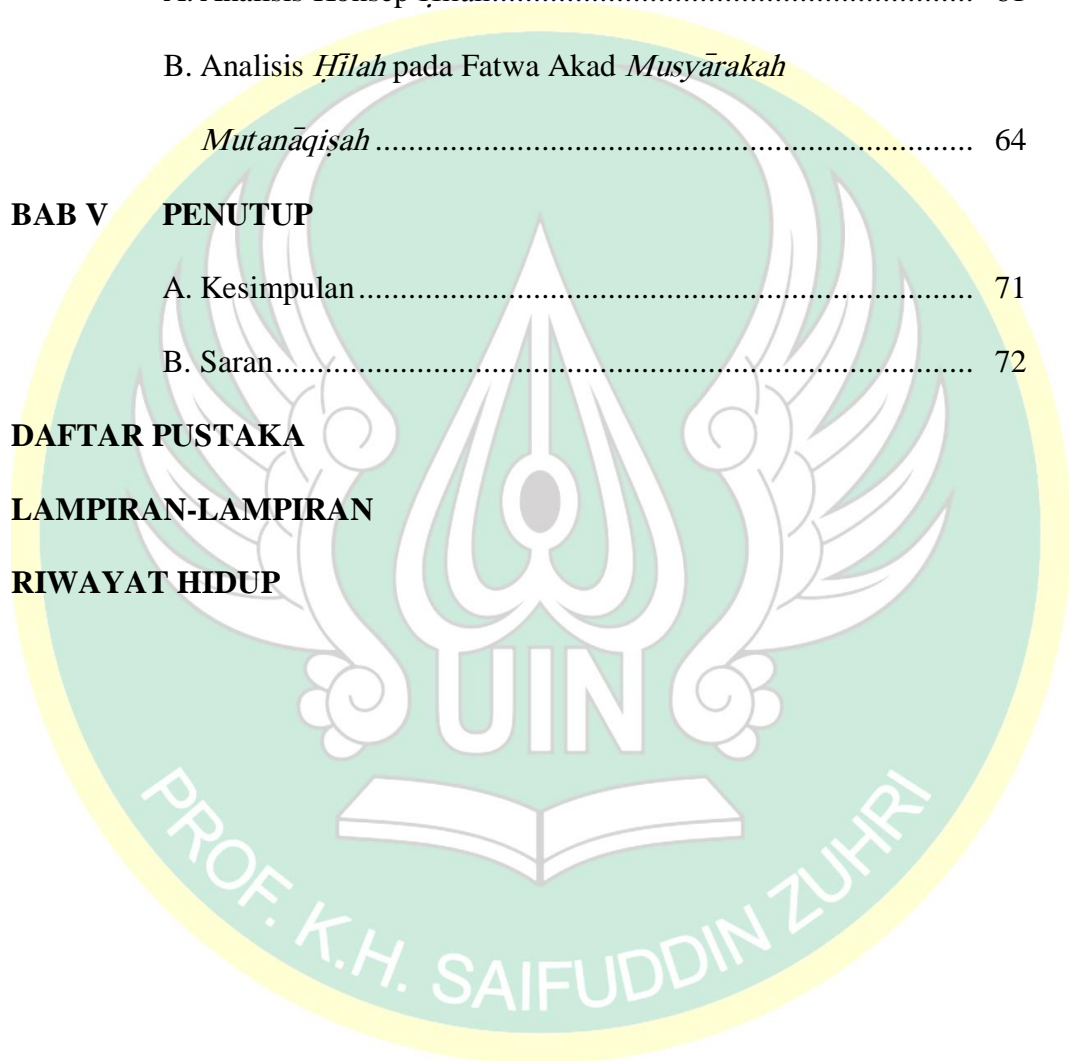 B. Analisis Ḥīlah pada Fatwa Akad Musyārakah
Mutanāqiṣah ........................................................................ 64
BAB V PENUTUP
A. Kesimpulan .......................................................................... 71
B. Saran .................................................................................... 72
DAFTAR PUSTAKA
LAMPIRAN-LAMPIRAN
RIWAYAT HIDUP
UIN
PROF. K.H. SAIFUDDIN ZUHRI